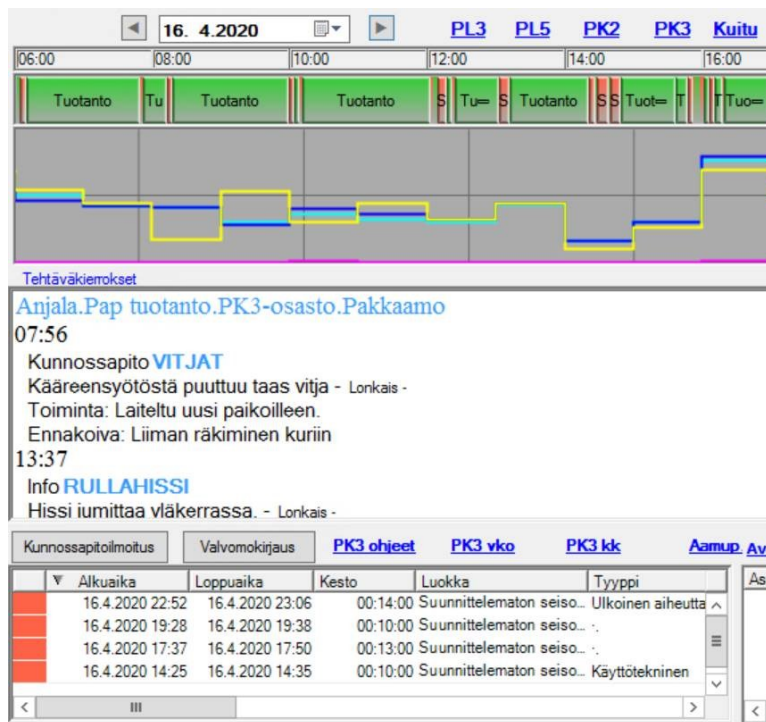 16. 4.2020 PL3 PL5 PK2 PK3 Kuitu
06:00 08:00 10:00 12:00 14:00 16:00
Tuotanto Tu Tuotanto Tuotanto S Tu= S Tuotanto S S Tuot= T T Tuo=
Tehtäväkierrokset
Anjala.Pap tuotanto.PK3-osasto.Pakkaamo
07:56
Kunnossapito VITJAT
Kääreensyötöstä puuttuu taas vitja - Lonkais -
Toiminta: Laiteltu uusi paikoilleen.
Ennakoiva: Liiman räkiminen kuriin
13:37
Info RULLAHISSI
Hissi jumittaa yläkerrassa. - Lonkais -
Kunnossapitoilmoitus Valvomokirjaus PK3 ohjeet PK3 vko PK3 kk Aamup Av
Alkuaika Loppuaika Kesto Luokka Tyyppi As
16.4.2020 22:52 16.4.2020 23:06 00:14:00 Suunnittelematon seiso... Ulkoinen aiheutta
16.4.2020 19:28 16.4.2020 19:38 00:10:00 Suunnittelematon seiso... -.
16.4.2020 17:37 16.4.2020 17:50 00:13:00 Suunnittelematon seiso... -.
16.4.2020 14:25 16.4.2020 14:35 00:10:00 Suunnittelematon seiso... Käyttötekninen